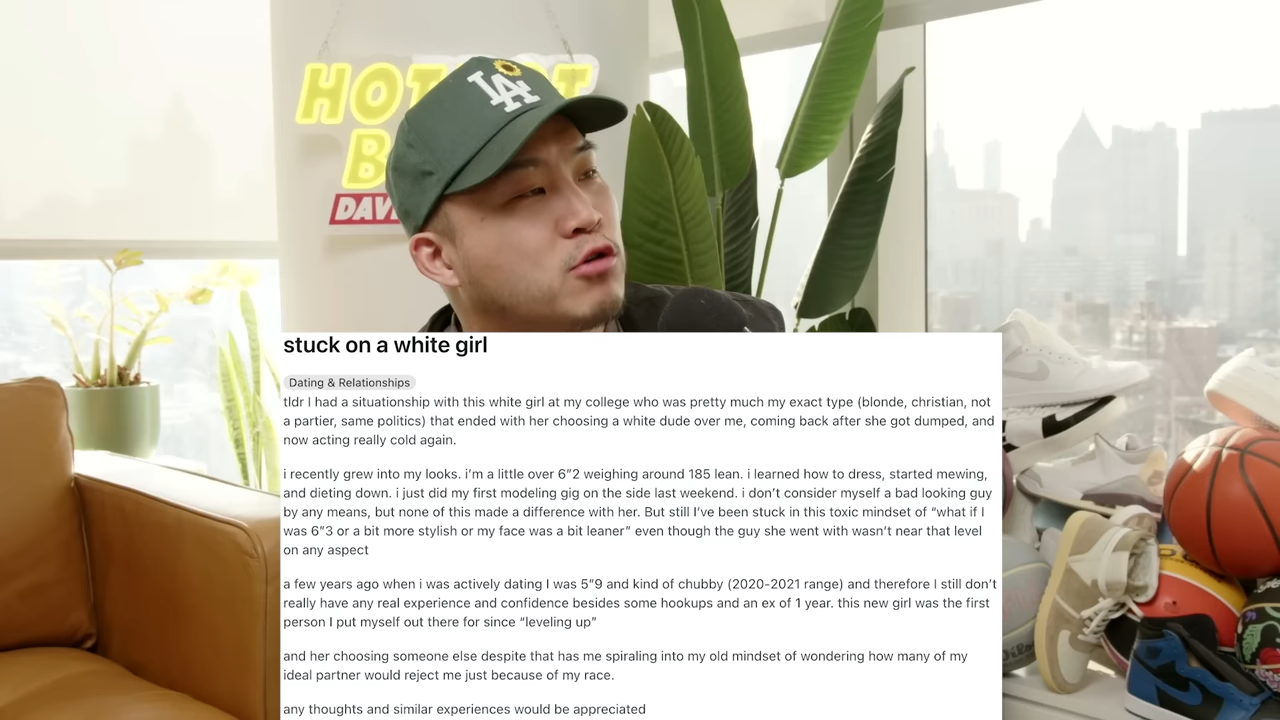 HOT
B
DAVI
LA
stuck on a white girl
Dating & Relationships
tldr I had a situationship with this white girl at my college who was pretty much my exact type (blonde, christian, not
a partier, same politics) that ended with her choosing a white dude over me, coming back after she got dumped, and
now acting really cold again.
i recently grew into my looks. i'm a little over 6"2 weighing around 185 lean. i learned how to dress, started mewing,
and dieting down. i just did my first modeling gig on the side last weekend. i don't consider myself a bad looking guy
by any means, but none of this made a difference with her. But still I've been stuck in this toxic mindset of "what if I
was 6"3 or a bit more stylish or my face was a bit leaner" even though the guy she went with wasn't near that level
on any aspect
a few years ago when i was actively dating I was 5"9 and kind of chubby (2020-2021 range) and therefore I still don't
really have any real experience and confidence besides some hookups and an ex of 1 year. this new girl was the first
person I put myself out there for since "leveling up"
and her choosing someone else despite that has me spiraling into my old mindset of wondering how many of my
ideal partner would reject me just because of my race.
any thoughts and similar experiences would be appreciated